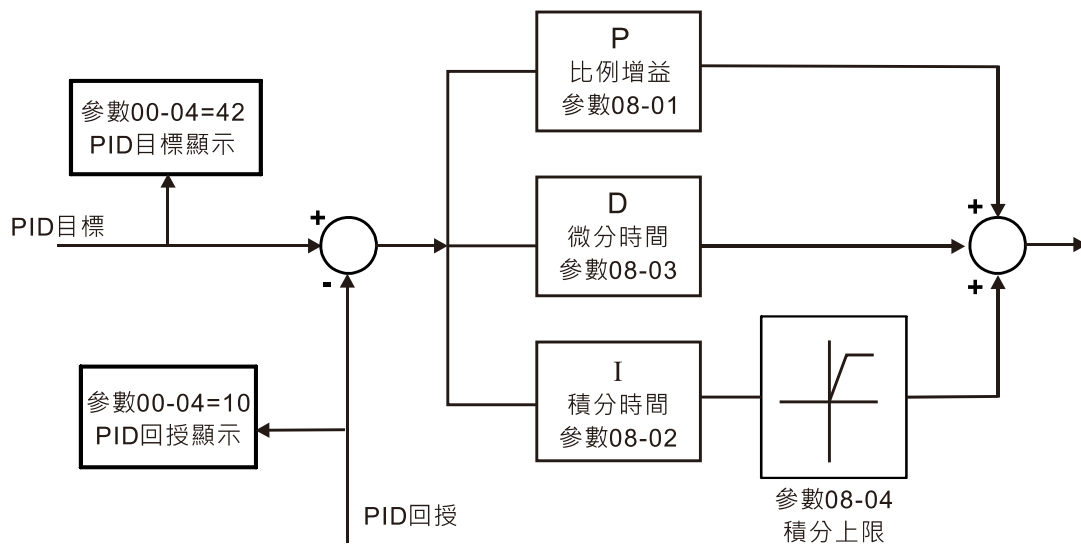 P
比例增益
參數08-01
參數00-04=42
PID目標顯示
PID目標
+
-
D
微分時間
參數08-03
+
+
參數00-04=10
PID回授顯示
I
積分時間
參數08-02
參數08-04
積分上限
PID回授